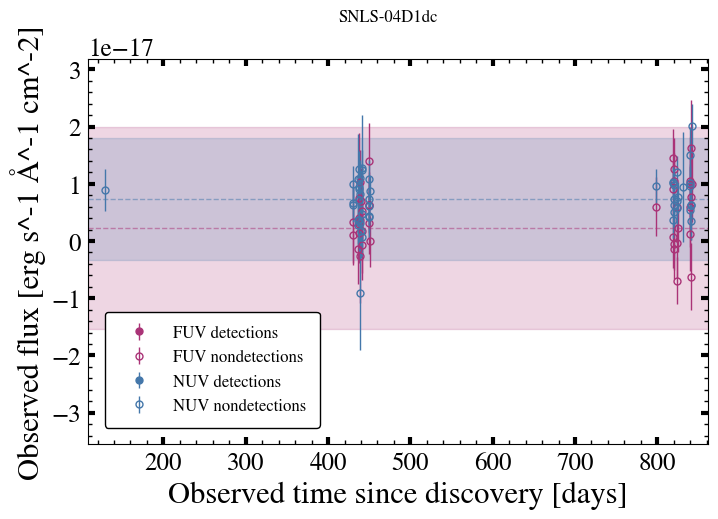 SNLS-04D1dc
1e−17
Observed flux [erg s^-1 Å^-1 cm^-2]
3
2
1
0
−1
−2
−3
FUV detections
FUV nondetections
NUV detections
NUV nondetections
200 300 400 500 600 700 800
Observed time since discovery [days]